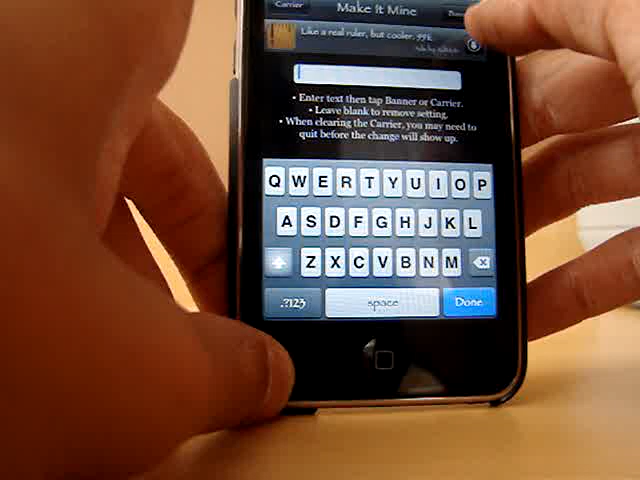 Carrier Make It Mine
Like a real ruler, but cooler. 99¢
• Enter text then tap Banner or Carrier.
• Leave blank to remove setting.
• When clearing the Carrier, you may need to
quit before the change will show up.
Q W E R T Y U I O P
A S D F G H J K L
Z X C V B N M
.?123 space Done